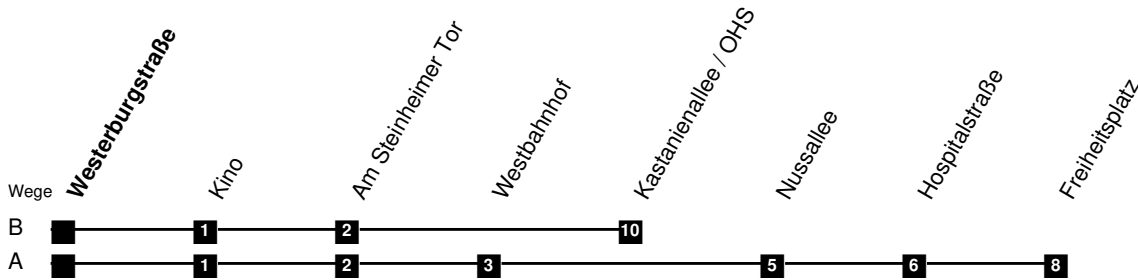 Westerburgstraße
Kino
Am Steinheimer Tor
Westbahnhof
Kastanienallee / OHS
Nussallee
Hospitalstraße
Freiheitsplatz
Wege
B 1 2 10
A 1 2 3 5 6 8